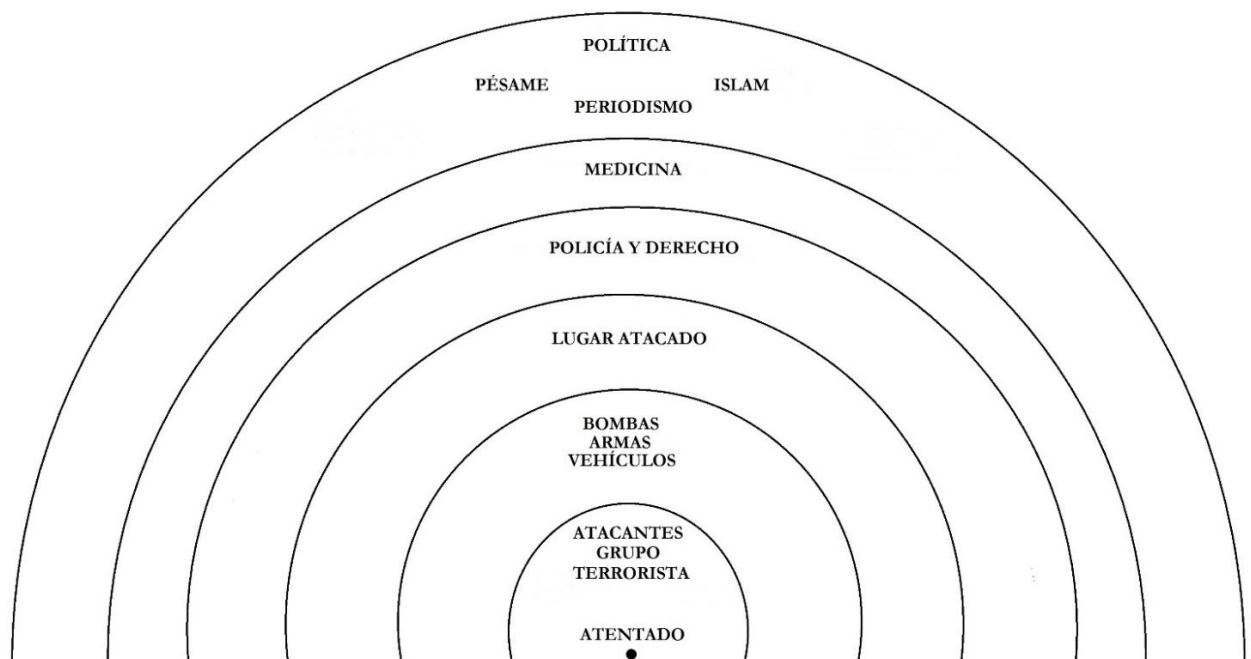 POLÍTICA
PÉSAME ISLAM
PERIODISMO
MEDICINA
POLICÍA Y DERECHO
LUGAR ATACADO
BOMBAS
ARMAS
VEHÍCULOS
ATACANTES
GRUPO
TERRORISTA
ATENTADO